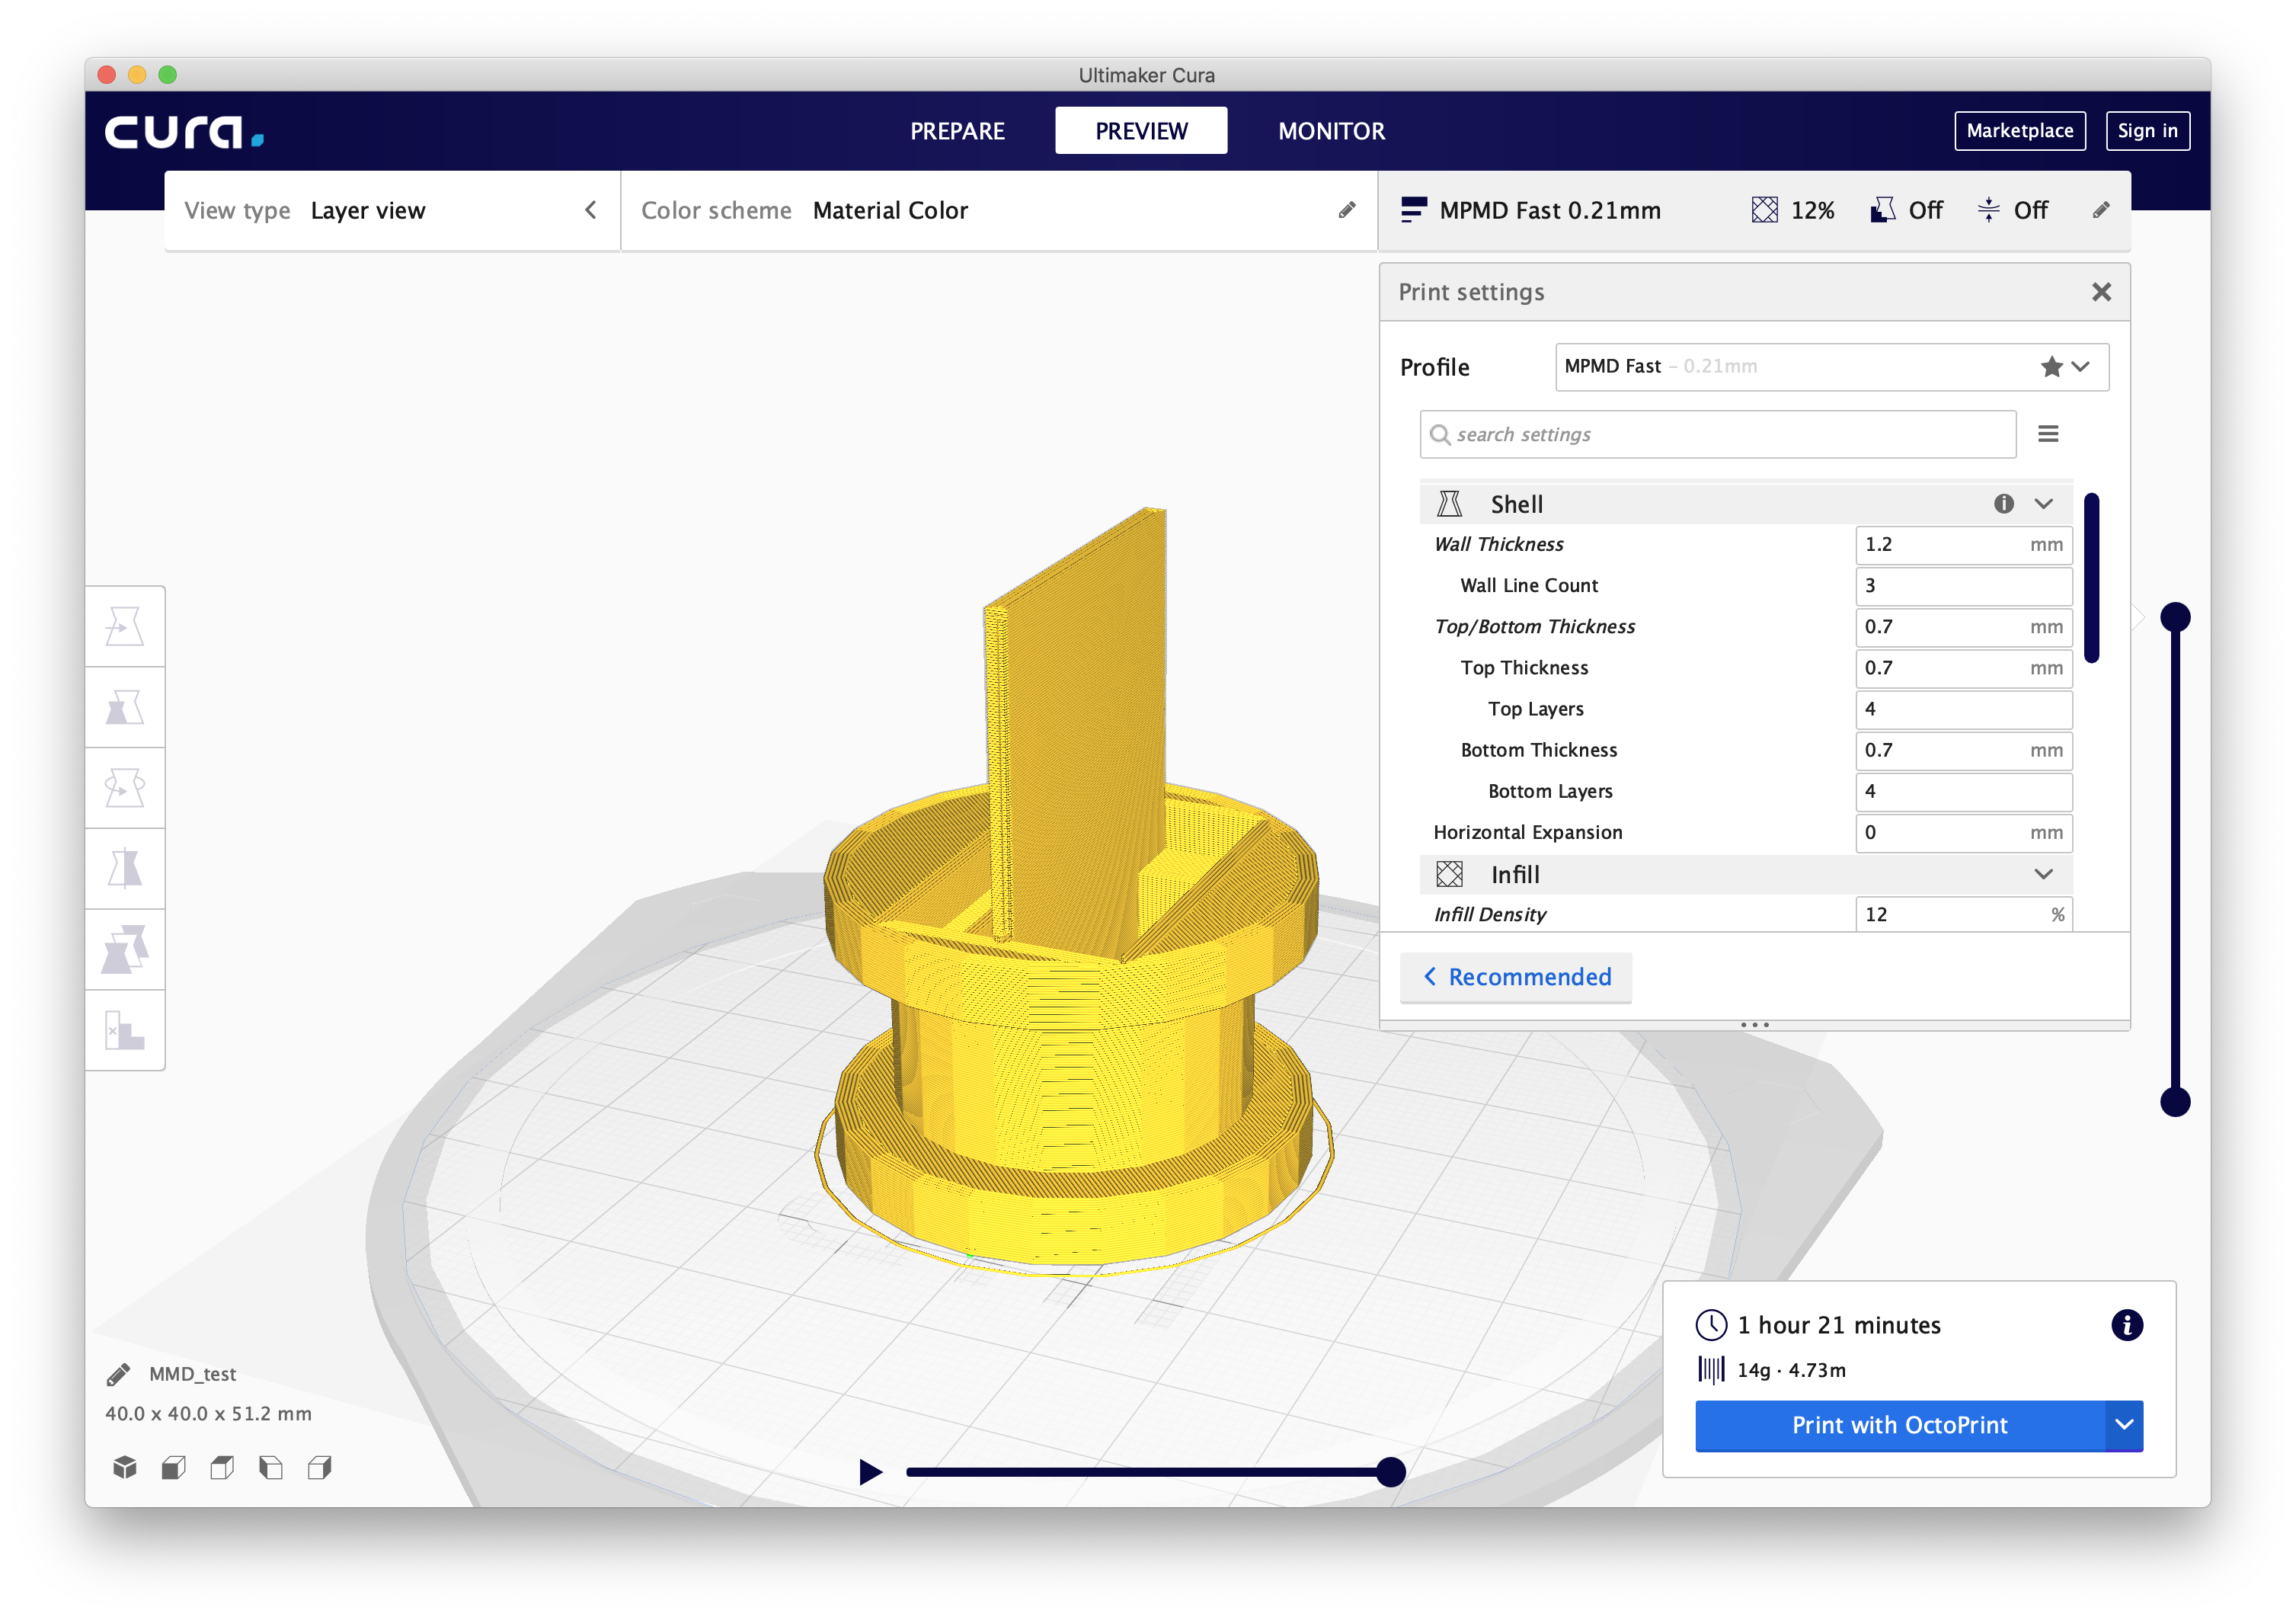 Ultimaker Cura
cura.
PREPARE PREVIEW MONITOR
Marketplace Sign in
View type Layer view
Color scheme Material Color
MPMD Fast 0.21mm 12% Off Off
Print settings
Profile MPMD Fast – 0.21mm
search settings
Shell
Wall Thickness 1.2 mm
Wall Line Count 3
Top/Bottom Thickness 0.7 mm
Top Thickness 0.7 mm
Top Layers 4
Bottom Thickness 0.7 mm
Bottom Layers 4
Horizontal Expansion 0 mm
Infill
Infill Density 12 %
Recommended
1 hour 21 minutes
14g · 4.73m
Print with OctoPrint
MMD_test
40.0 x 40.0 x 51.2 mm